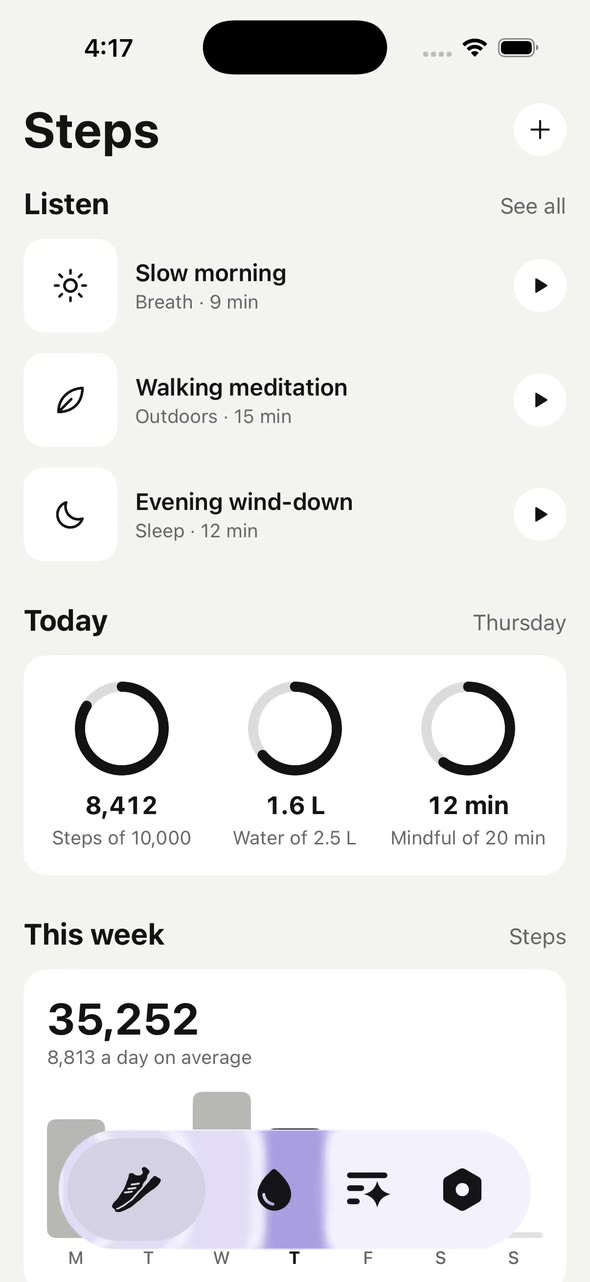 4:17
Steps
Listen
See all
Slow morning
Breath · 9 min
Walking meditation
Outdoors · 15 min
Evening wind-down
Sleep · 12 min
Today
Thursday
8,412
1.6 L
12 min
Steps of 10,000
Water of 2.5 L
Mindful of 20 min
This week
Steps
35,252
8,813 a day on average
M T W T F S S